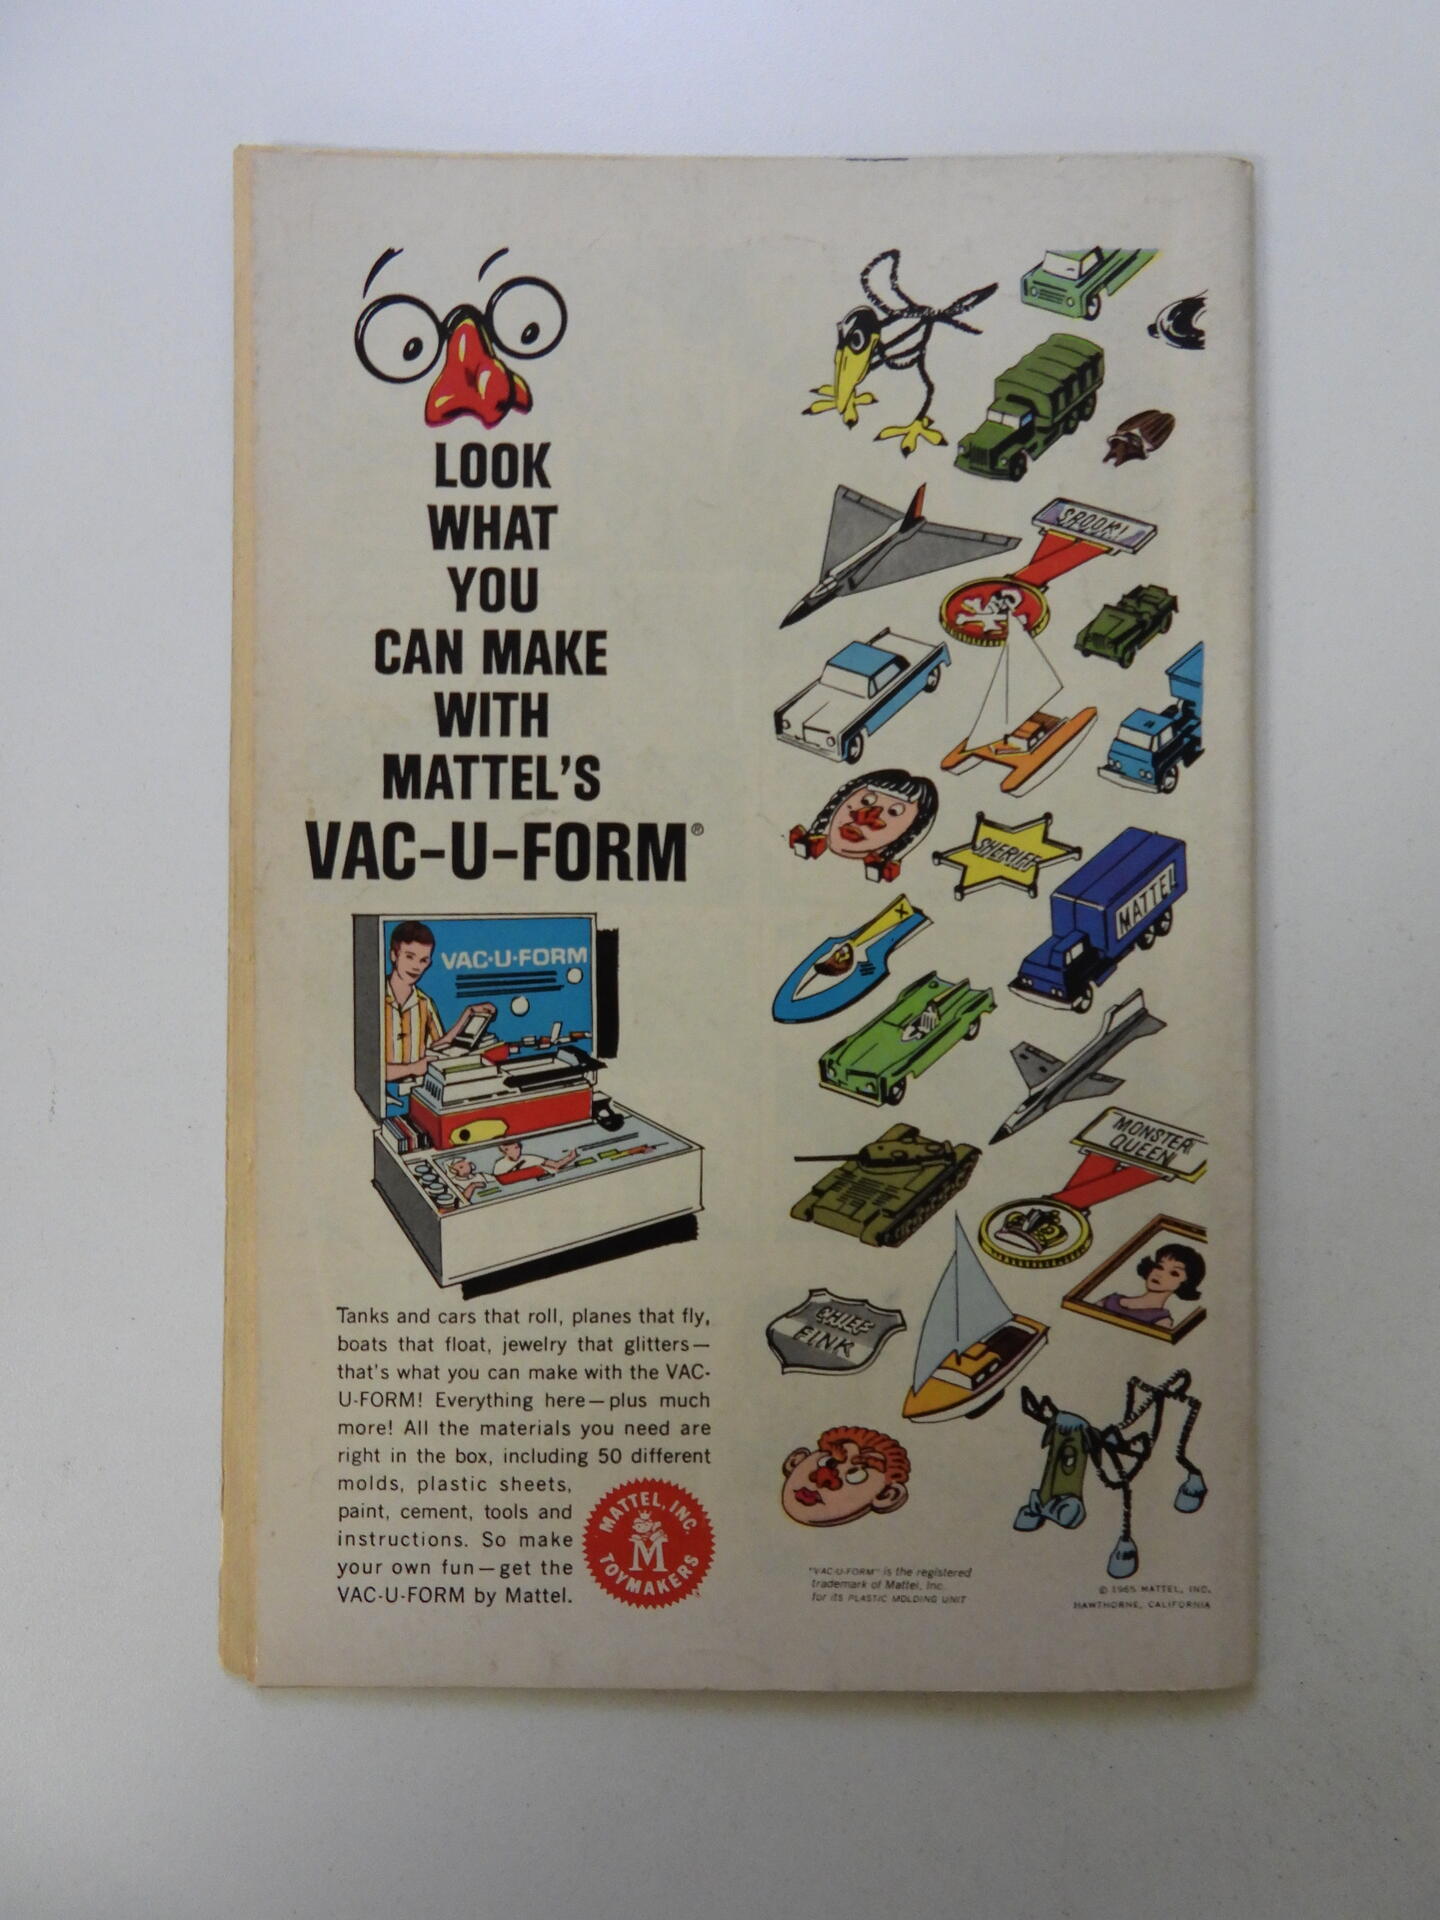 LOOK
WHAT
YOU
CAN MAKE
WITH
MATTEL'S
VAC-U-FORM®
VAC-U-FORM
Tanks and cars that roll, planes that fly,
boats that float, jewelry that glitters—
that's what you can make with the VAC-
U-FORM! Everything here—plus much
more! All the materials you need are
right in the box, including 50 different
molds, plastic sheets,
paint, cement, tools and
instructions. So make
your own fun—get the
VAC-U-FORM by Mattel.
MATTEL, INC.
M
TOYMAKERS
SPOOK!
SHERIFF
MATTEL
X
MONSTER
QUEEN
CHIEF
FINK
"VAC-U-FORM" is the registered
trademark of Mattel, Inc.
for its PLASTIC MOLDING UNIT
© 1965 MATTEL, INC.
HAWTHORNE, CALIFORNIA